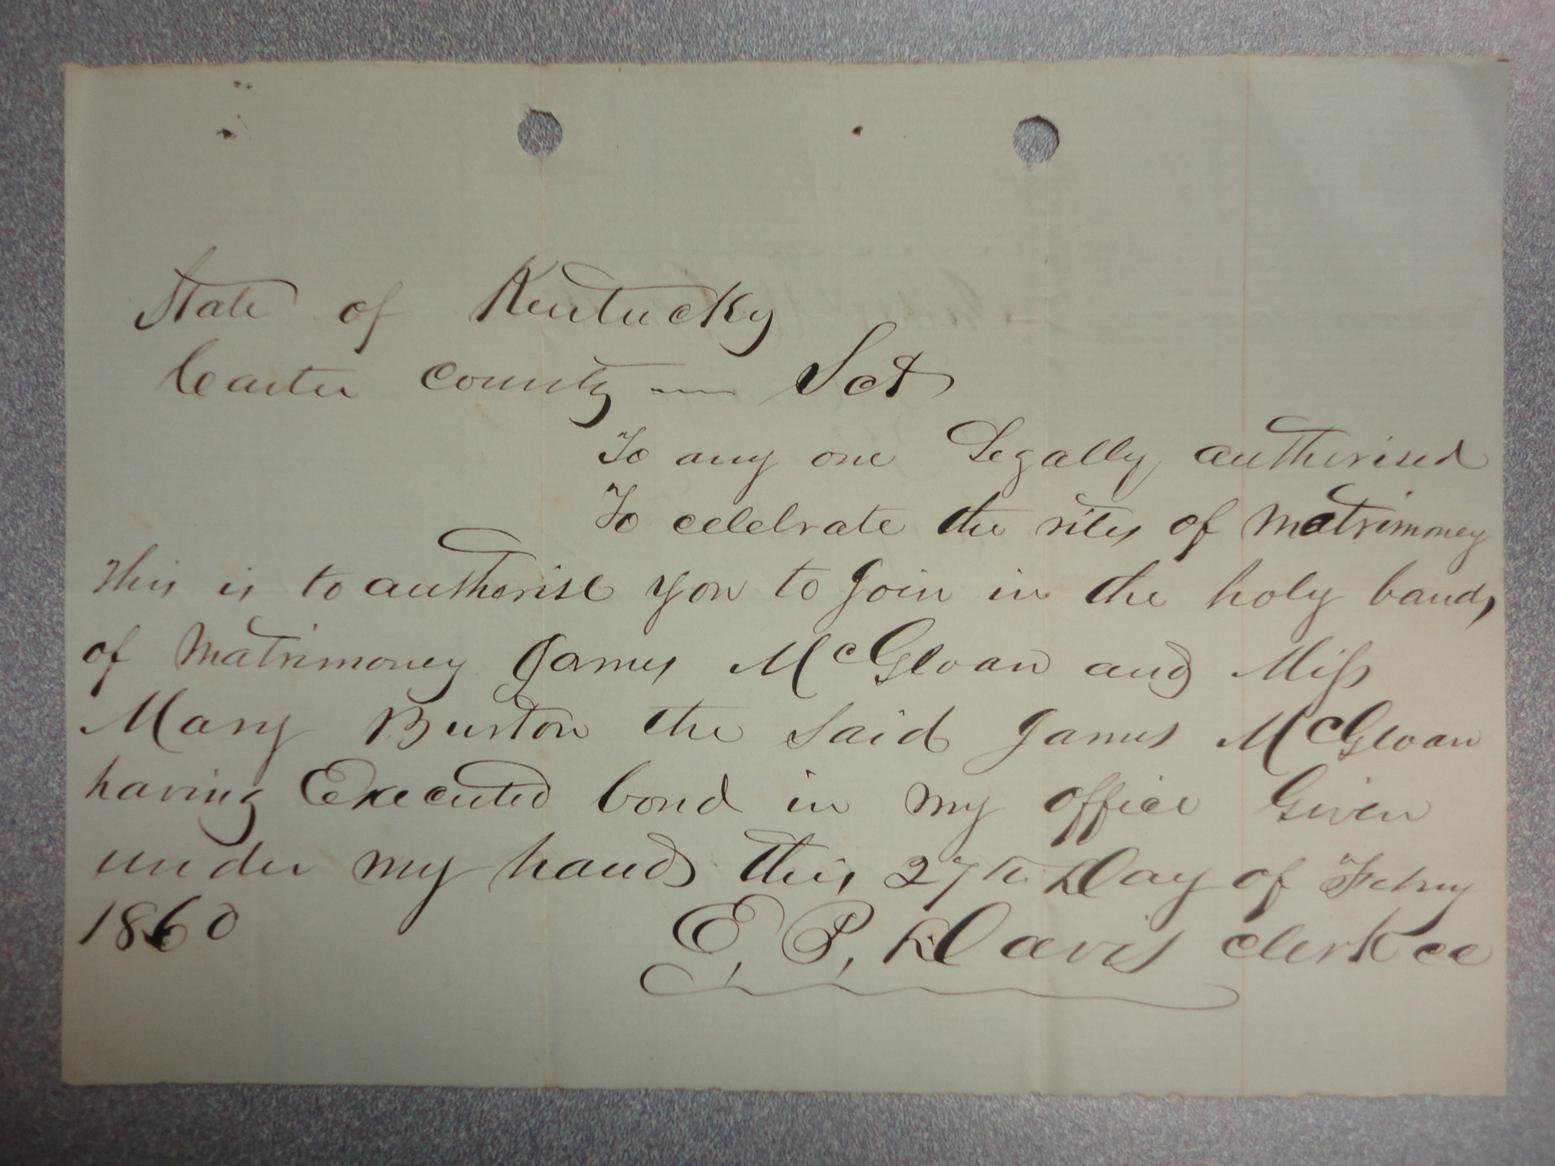 State of Kentucky
Carter County — Sct
To any one Legally authorised
To celebrate the rites of Matrimoney
This is to authorise you to Join in the holy bands
of Matrimoney James McGloan and Miss
Mary Burton the said James McGloan
having Executed bond in my office Given
under my hand this 27th Day of Febry
1860 E. P. Davis clerk cc